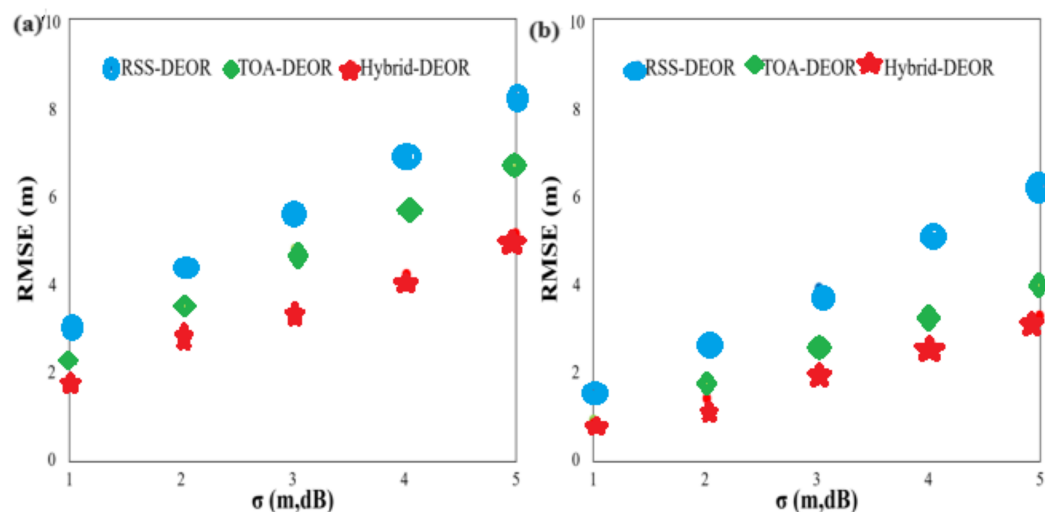 (a)
10
RSS-DEOR TOA-DEOR Hybrid-DEOR
8
6
4
2
0
RMSE (m)
1 2 3 4 5
σ (m,dB)
(b)
10
RSS-DEOR TOA-DEOR Hybrid-DEOR
8
6
4
2
0
RMSE (m)
1 2 3 4 5
σ (m,dB)